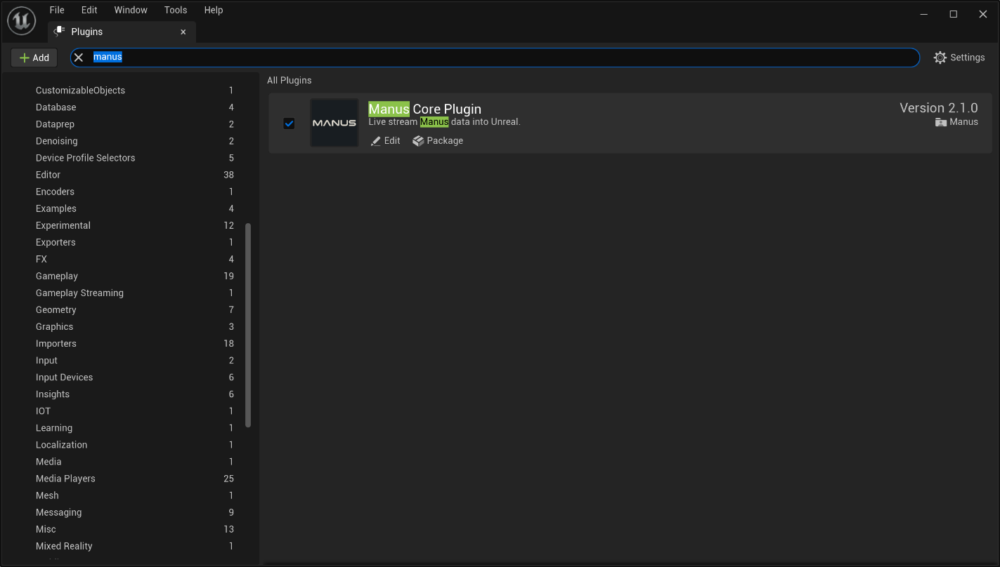 File Edit Window Tools Help
Plugins
Add
manus
Settings
CustomizableObjects 1
Database 4
Dataprep 2
Denoising 2
Device Profile Selectors 5
Editor 38
Encoders 1
Examples 4
Experimental 12
Exporters 1
FX 4
Gameplay 19
Gameplay Streaming 1
Geometry 7
Graphics 3
Importers 18
Input 2
Input Devices 6
Insights 6
IOT 1
Learning 1
Localization 1
Media 1
Media Players 25
Mesh 1
Messaging 9
Misc 13
Mixed Reality 1
All Plugins
MANUS
Manus Core Plugin
Version 2.1.0
Live stream Manus data into Unreal.
Manus
Edit Package